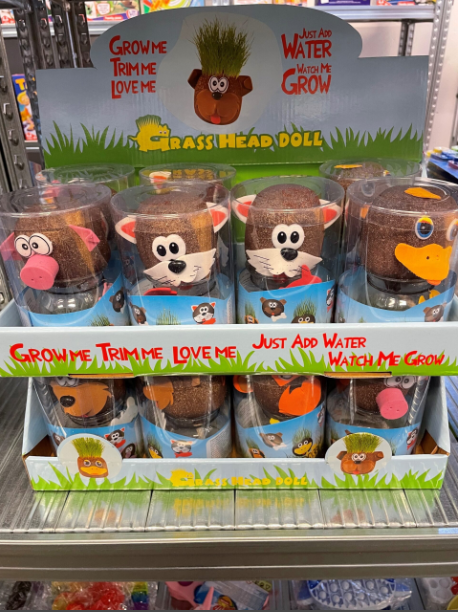 Grow me
Trim me
Love me
Just Add
Water
Watch Me
Grow
Grass Head Doll
Grow me Trim me Love me
Just Add Water
Watch Me Grow
Grass Head Doll